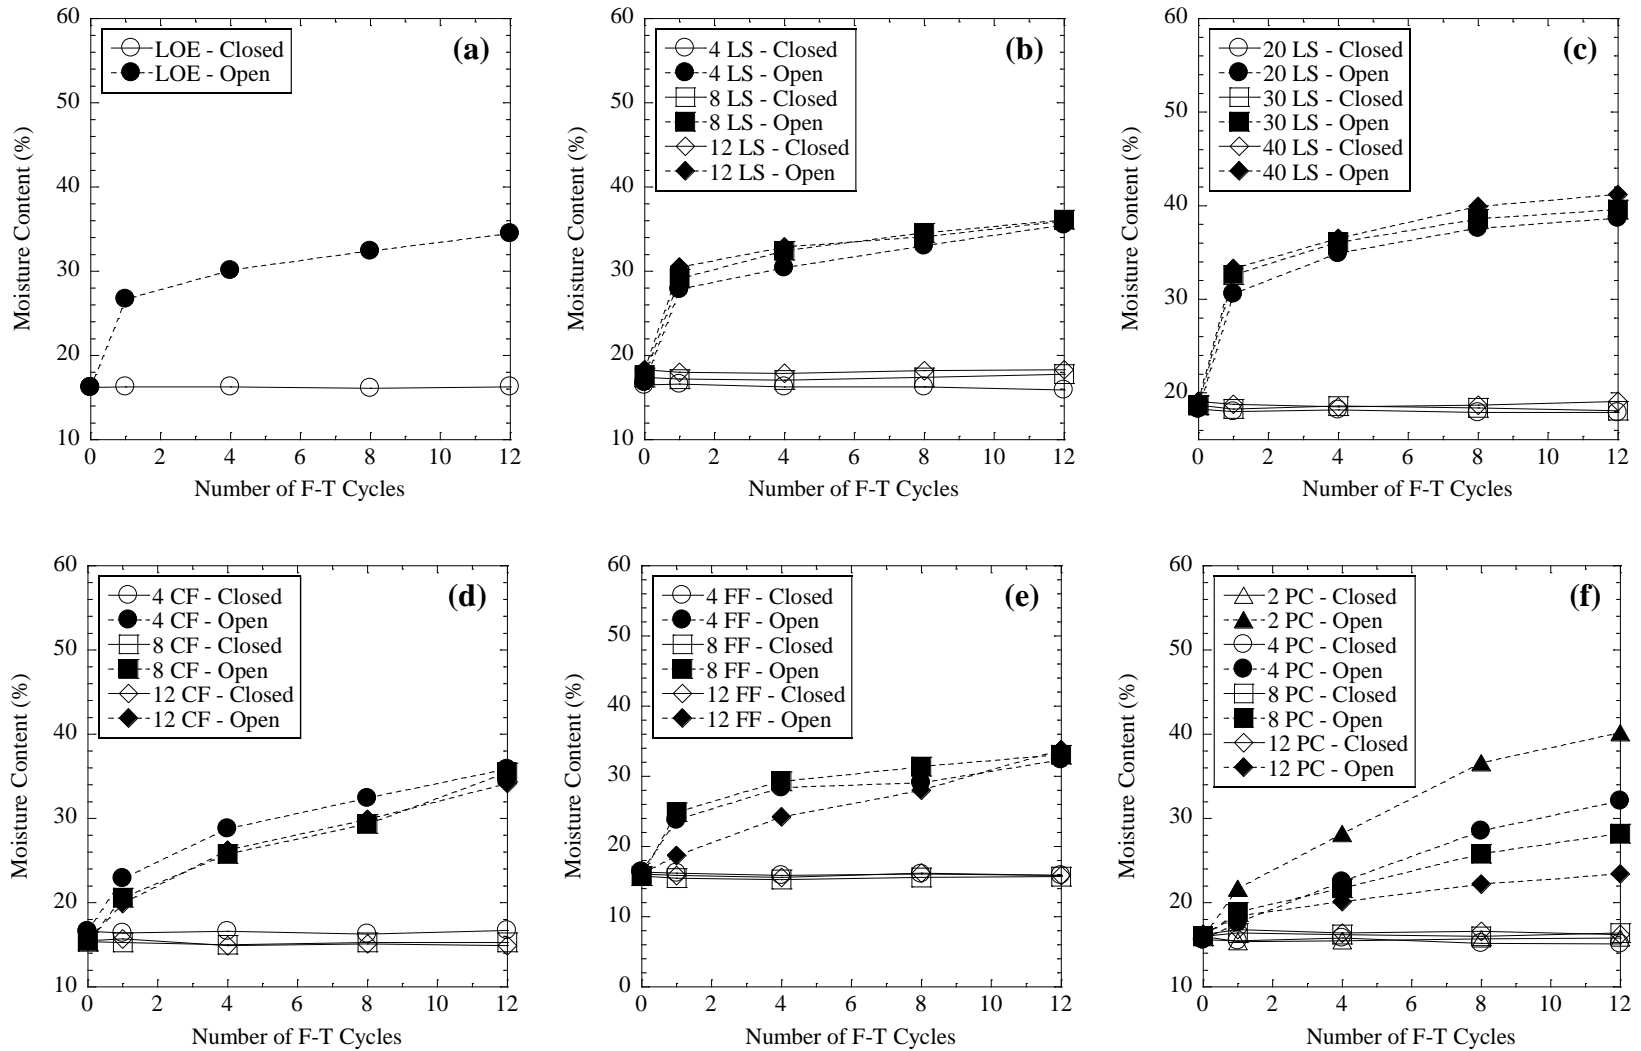 (a)
LOE - Closed
LOE - Open
Moisture Content (%)
60
50
40
30
20
10
0 2 4 6 8 10 12
Number of F-T Cycles
(b)
4 LS - Closed
4 LS - Open
8 LS - Closed
8 LS - Open
12 LS - Closed
12 LS - Open
Moisture Content (%)
60
50
40
30
20
10
0 2 4 6 8 10 12
Number of F-T Cycles
(c)
20 LS - Closed
20 LS - Open
30 LS - Closed
30 LS - Open
40 LS - Closed
40 LS - Open
Moisture Content (%)
60
50
40
30
20
0 2 4 6 8 10 12
Number of F-T Cycles
(d)
4 CF - Closed
4 CF - Open
8 CF - Closed
8 CF - Open
12 CF - Closed
12 CF - Open
Moisture Content (%)
60
50
40
30
20
10
0 2 4 6 8 10 12
Number of F-T Cycles
(e)
4 FF - Closed
4 FF - Open
8 FF - Closed
8 FF - Open
12 FF - Closed
12 FF - Open
Moisture Content (%)
60
50
40
30
20
10
0
0 2 4 6 8 10 12
Number of F-T Cycles
(f)
2 PC - Closed
2 PC - Open
4 PC - Closed
4 PC - Open
8 PC - Closed
8 PC - Open
12 PC - Closed
12 PC - Open
Moisture Content (%)
60
50
40
30
20
10
0 2 4 6 8 10 12
Number of F-T Cycles